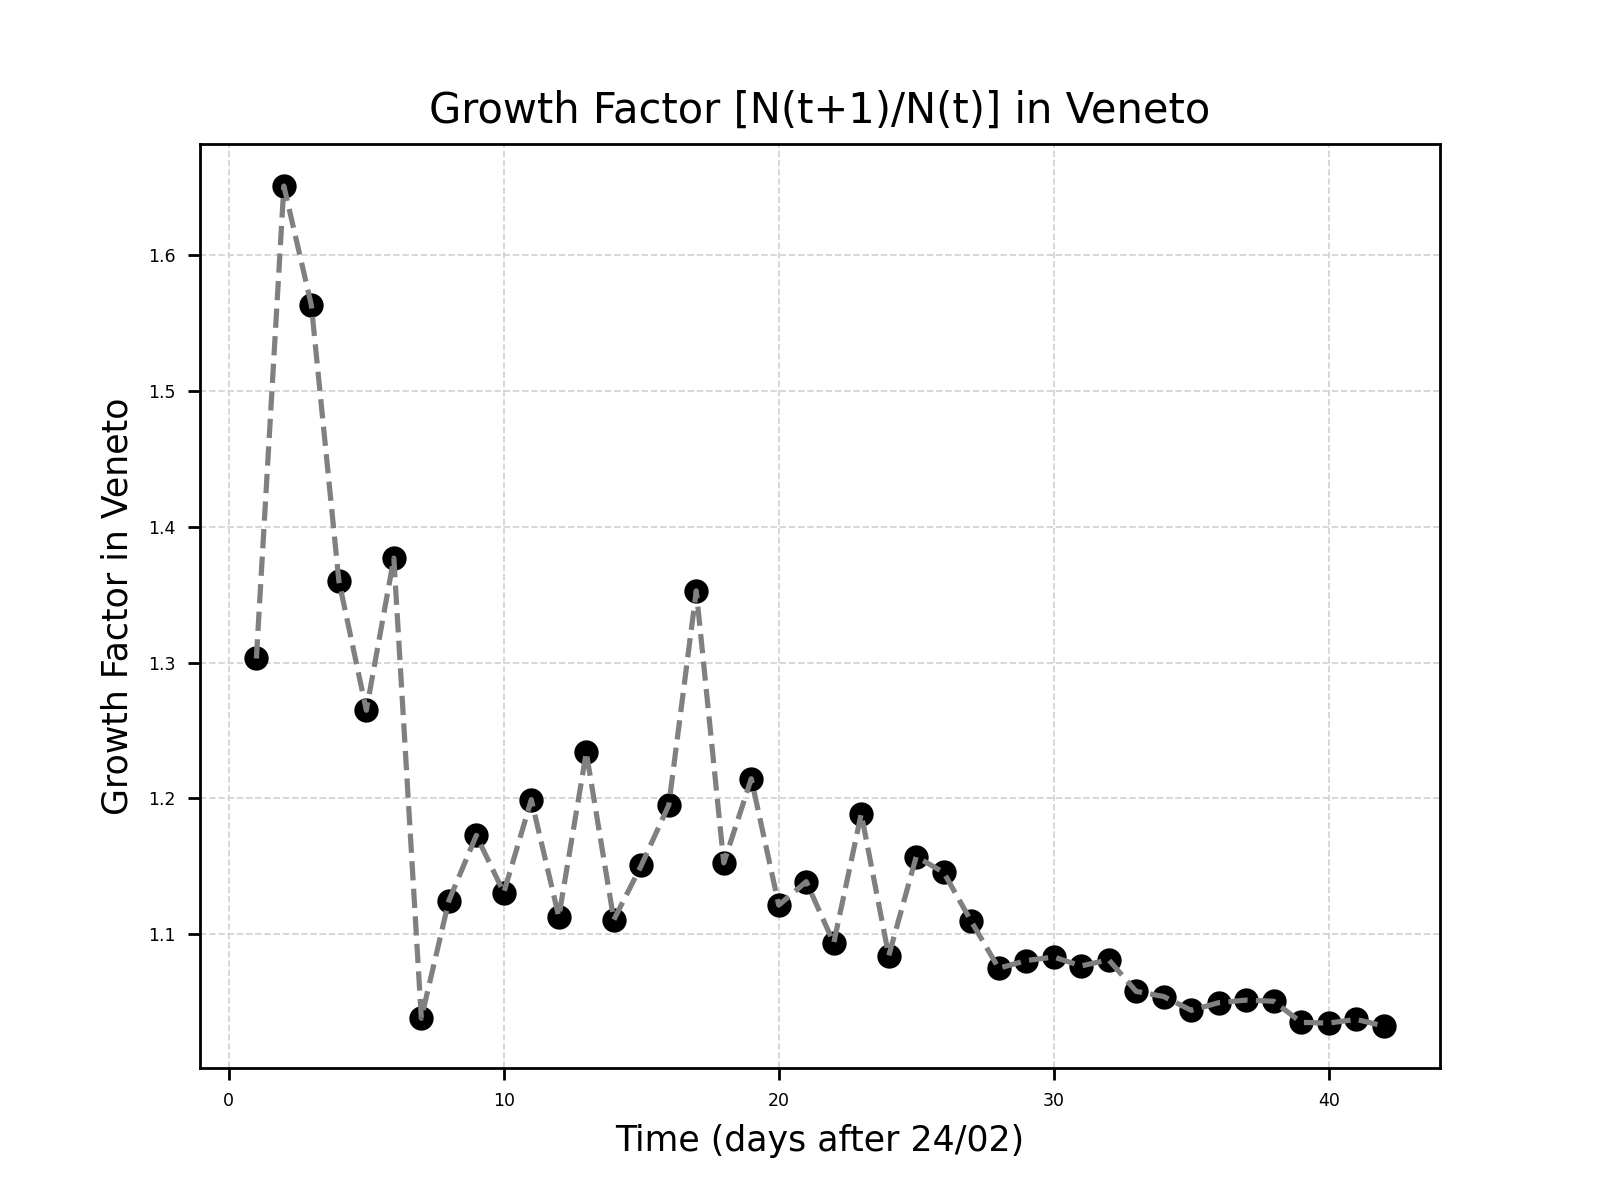 Growth Factor [N(t+1)/N(t)] in Veneto
Growth Factor in Veneto
1.6
1.5
1.4
1.3
1.2
1.1
0 10 20 30 40
Time (days after 24/02)